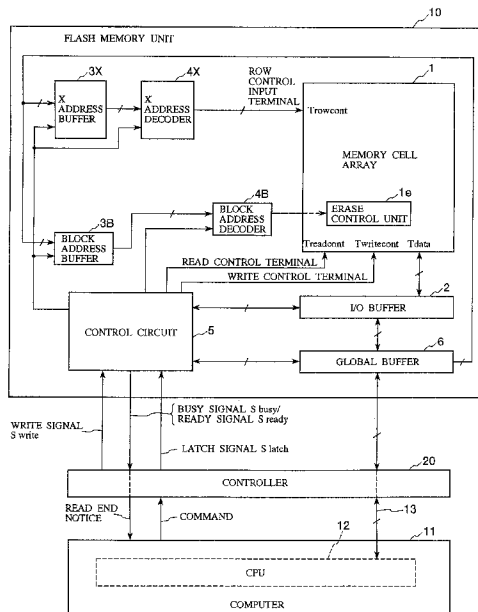 10
FLASH MEMORY UNIT
3X
X
ADDRESS
BUFFER
4X
X
ADDRESS
DECODER
ROW
CONTROL
INPUT
TERMINAL
1
Trowcont
MEMORY CELL
ARRAY
1e
ERASE
CONTROL UNIT
4B
BLOCK
ADDRESS
DECODER
3B
BLOCK
ADDRESS
BUFFER
Treadcont
Twritecont
Tdata
READ CONTROL TERMINAL
WRITE CONTROL TERMINAL
2
I/O BUFFER
CONTROL CIRCUIT
5
6
GLOBAL BUFFER
WRITE SIGNAL
S write
BUSY SIGNAL S busy/
READY SIGNAL S ready
LATCH SIGNAL S latch
20
CONTROLLER
READ END
NOTICE
COMMAND
13
11
12
CPU
COMPUTER